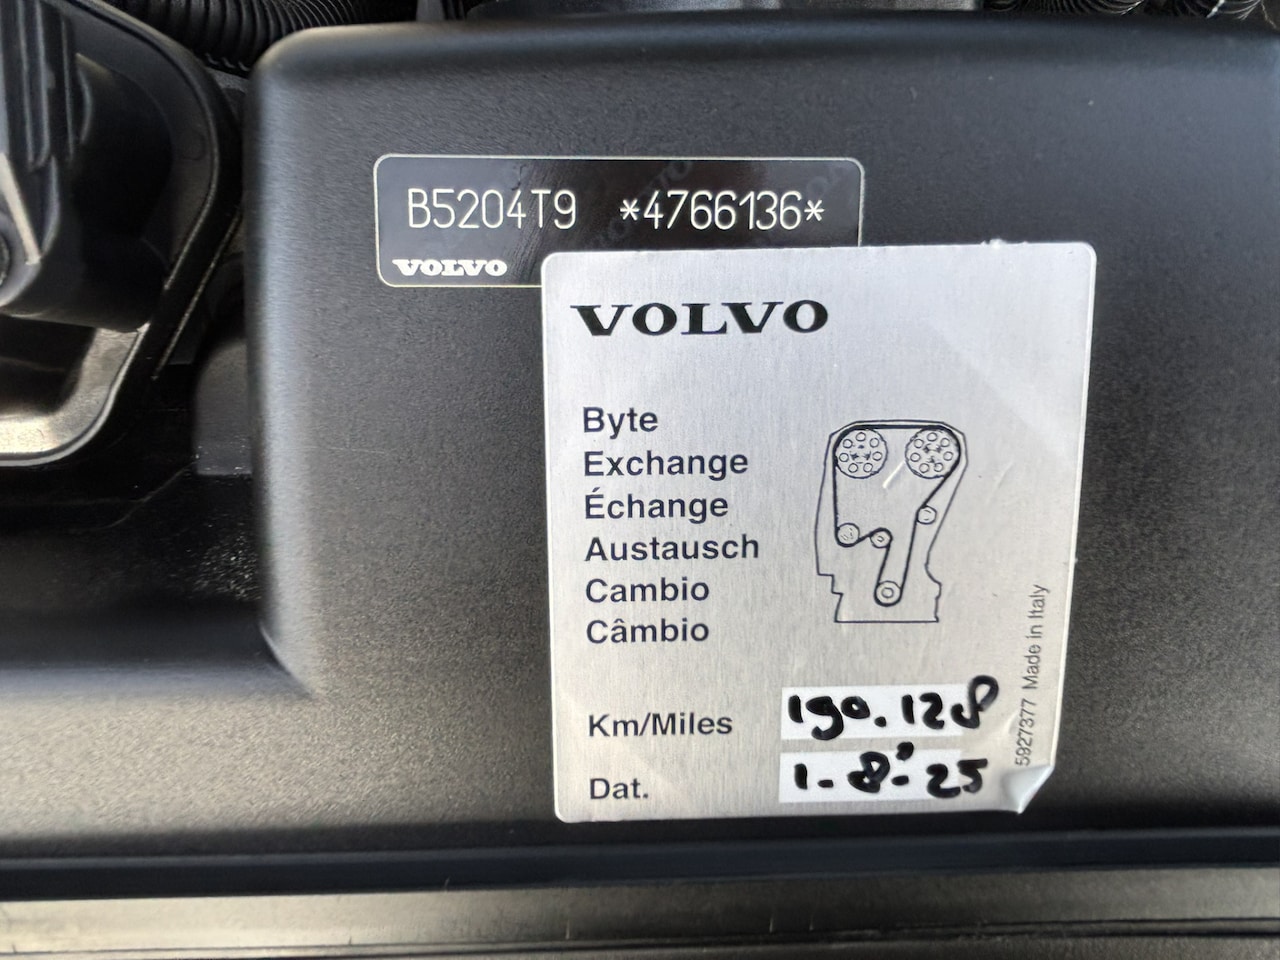 B5204T9 *4766136*
VOLVO
VOLVO
Byte
Exchange
Échange
Austausch
Cambio
Câmbio
Km/Miles 190.128
Dat. 1-8-'25
5927377 Made in Italy